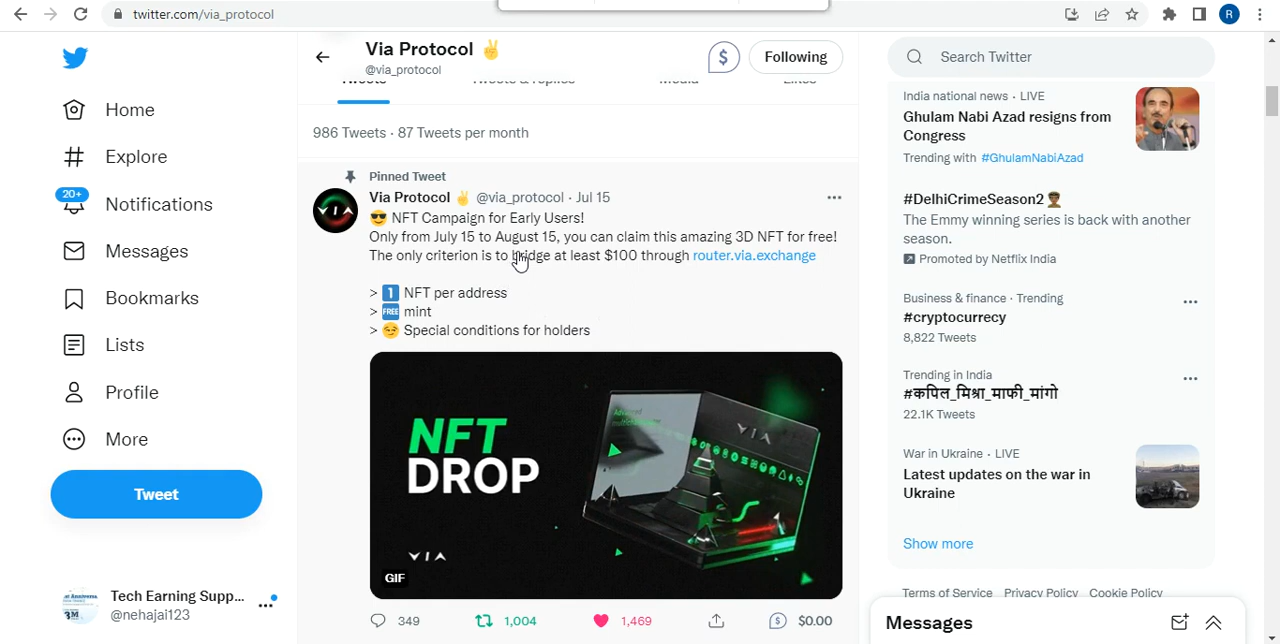 twitter.com/via_protocol
R
Home
Explore
20+
Notifications
Messages
Bookmarks
Lists
Profile
More
Tweet
Tech Earning Supp...
@nehajai123
Via Protocol ✌
@via_protocol
$
Following
Tweets
Tweets & replies
Media
Likes
986 Tweets · 87 Tweets per month
Pinned Tweet
Via Protocol ✌ @via_protocol · Jul 15
😎 NFT Campaign for Early Users!
Only from July 15 to August 15, you can claim this amazing 3D NFT for free!
The only criterion is to bridge at least $100 through router.via.exchange
> 1️⃣ NFT per address
> 🆓 mint
> 😏 Special conditions for holders
VIA
NFT
DROP
VIA
GIF
349
1,004
1,469
$0.00
Search Twitter
India national news · LIVE
Ghulam Nabi Azad resigns from
Congress
Trending with #GhulamNabiAzad
#DelhiCrimeSeason2
The Emmy winning series is back with another
season.
Promoted by Netflix India
Business & finance · Trending
#cryptocurrecy
8,822 Tweets
Trending in India
#कपिल_मिश्रा_माफी_मांगो
22.1K Tweets
War in Ukraine · LIVE
Latest updates on the war in
Ukraine
Show more
Terms of Service Privacy Policy Cookie Policy
Messages